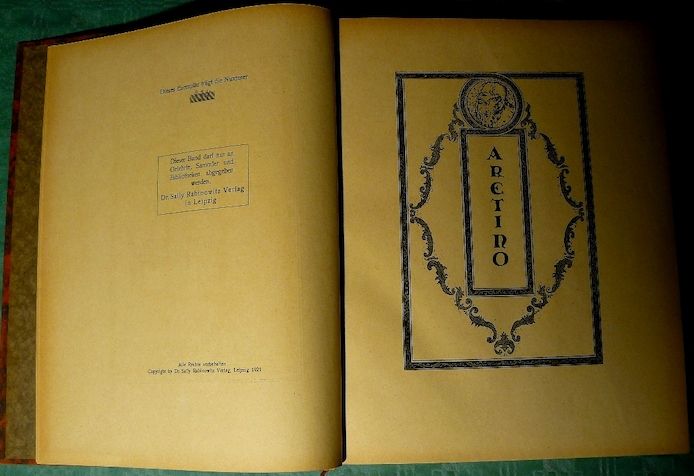 Dieses Exemplar trägt die Nummer
Dieser Band darf nur an
Gelehrte, Sammler und
Bibliotheken abgegeben
werden.
Dr. Sally Rabinowitz Verlag
in Leipzig
Alle Rechte vorbehalten
Copyright by Dr. Sally Rabinowitz Verlag, Leipzig 1921
ARETINO